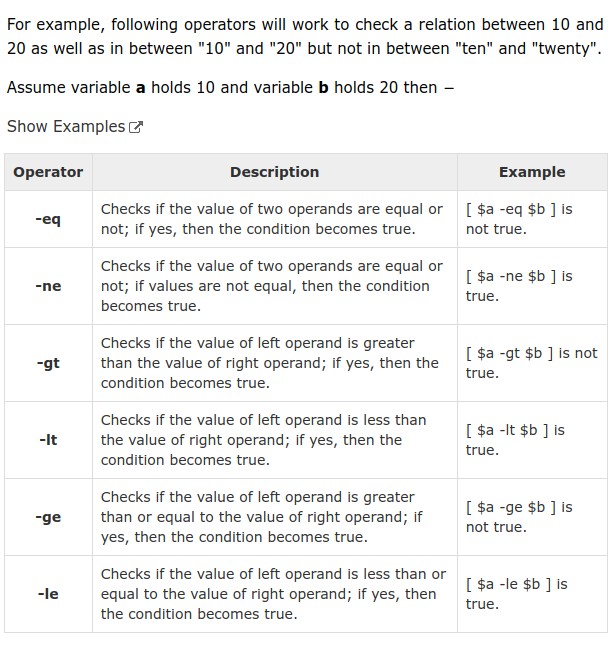 For example, following operators will work to check a relation between 10 and
20 as well as in between "10" and "20" but not in between "ten" and "twenty".
Assume variable a holds 10 and variable b holds 20 then −
Show Examples
Operator Description Example
-eq Checks if the value of two operands are equal or [ $a -eq $b ] is
not; if yes, then the condition becomes true. not true.
-ne Checks if the value of two operands are equal or [ $a -ne $b ] is
not; if values are not equal, then the condition true.
becomes true.
-gt Checks if the value of left operand is greater [ $a -gt $b ] is not
than the value of right operand; if yes, then the true.
condition becomes true.
-lt Checks if the value of left operand is less than [ $a -lt $b ] is
the value of right operand; if yes, then the true.
condition becomes true.
-ge Checks if the value of left operand is greater [ $a -ge $b ] is
than or equal to the value of right operand; if not true.
yes, then the condition becomes true.
-le Checks if the value of left operand is less than or [ $a -le $b ] is
equal to the value of right operand; if yes, then true.
the condition becomes true.